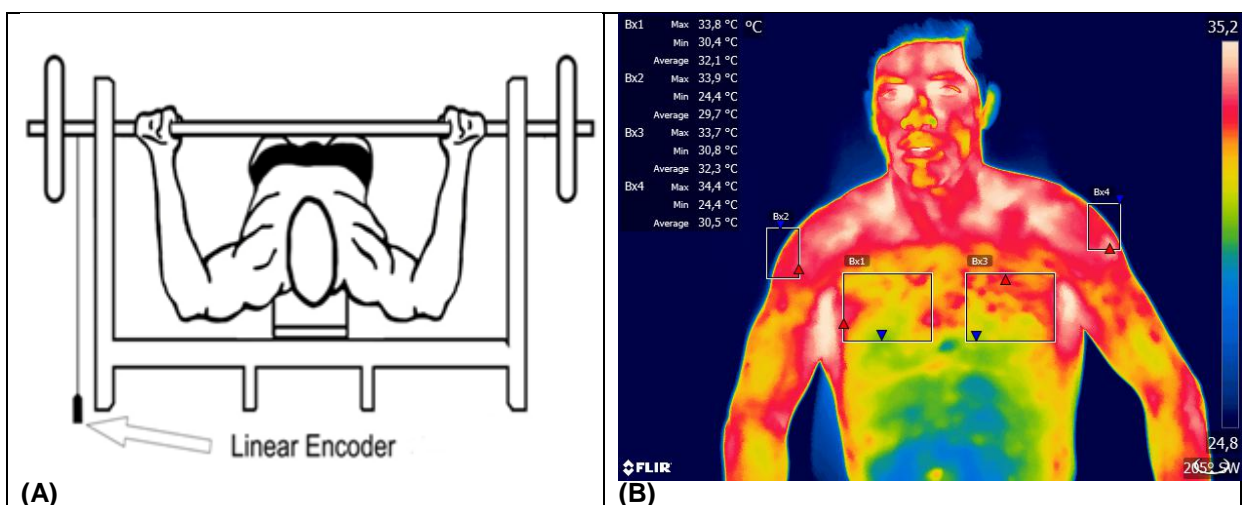 Linear Encoder
(A)
Bx1 Max 33,8 °C °C
Min 30,4 °C
Average 32,1 °C
Bx2 Max 33,9 °C
Min 24,4 °C
Average 29,7 °C
Bx3 Max 33,7 °C
Min 30,8 °C
Average 32,3 °C
Bx4 Max 34,4 °C
Min 24,4 °C
Average 30,5 °C
35,2
Bx4
Bx2
Bx1 Bx3
24,8
205° SW
FLIR
(B)